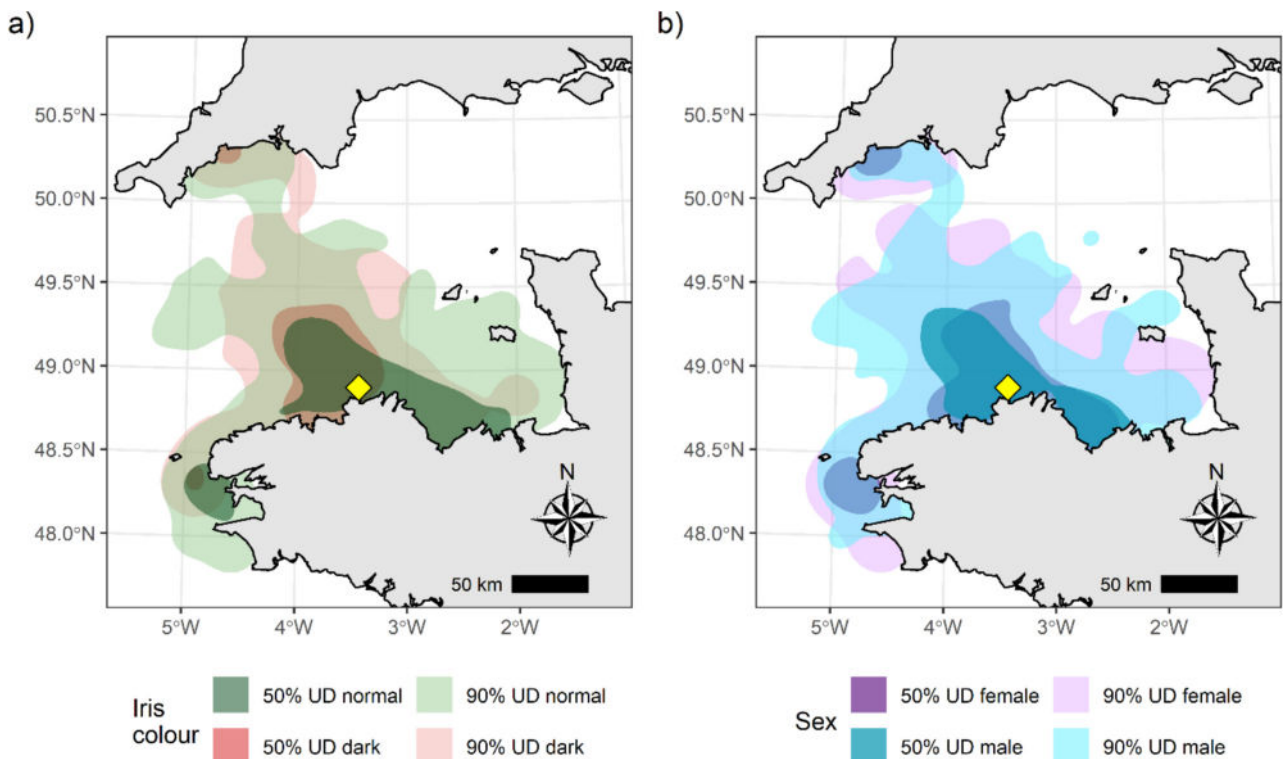 a)
b)
50.5°N
50.0°N
49.5°N
49.0°N
48.5°N
48.0°N
N
50 km
5°W
4°W
3°W
2°W
50.5°N
50.0°N
49.5°N
49.0°N
48.5°N
48.0°N
N
50 km
5°W
4°W
3°W
2°W
Iris
colour
50% UD normal
90% UD normal
50% UD dark
90% UD dark
Sex
50% UD female
90% UD female
50% UD male
90% UD male